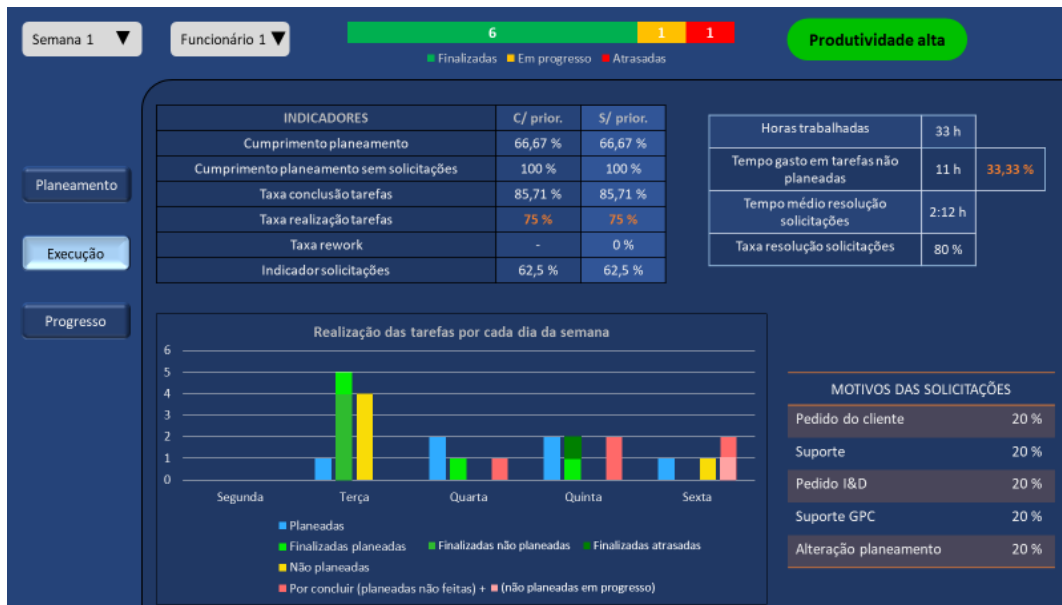 Semana 1 ▼
Funcionário 1 ▼
6 1 1
Finalizadas Em progresso Atrasadas
Produtividade alta
Planeamento
Execução
Progresso
INDICADORES C/ prior. S/ prior.
Cumprimento planeamento 66,67 % 66,67 %
Cumprimento planeamento sem solicitações 100 % 100 %
Taxa conclusão tarefas 85,71 % 85,71 %
Taxa realização tarefas 75 % 75 %
Taxa rework - 0 %
Indicador solicitações 62,5 % 62,5 %
Horas trabalhadas 33 h
Tempo gasto em tarefas não
planeadas 11 h 33,33 %
Tempo médio resolução
solicitações 2:12 h
Taxa resolução solicitações 80 %
Realização das tarefas por cada dia da semana
6
5
4
3
2
1
0
Segunda Terça Quarta Quinta Sexta
Planeadas
Finalizadas planeadas Finalizadas não planeadas Finalizadas atrasadas
Não planeadas
Por concluir (planeadas não feitas) + (não planeadas em progresso)
MOTIVOS DAS SOLICITAÇÕES
Pedido do cliente 20 %
Suporte 20 %
Pedido I&D 20 %
Suporte GPC 20 %
Alteração planeamento 20 %